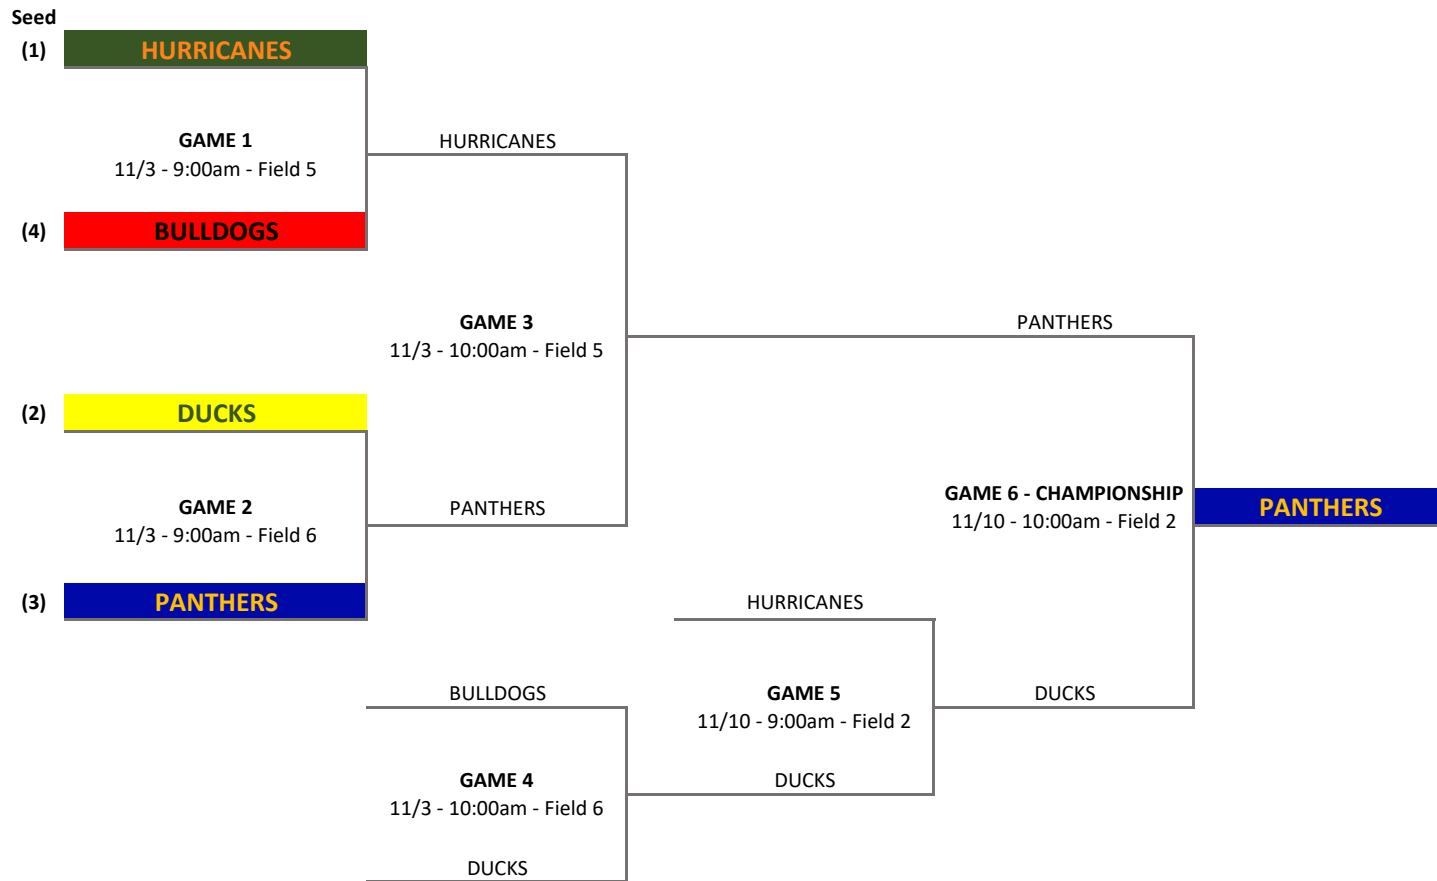 Seed
(1)
HURRICANES
GAME 1
11/3 - 9:00am - Field 5
HURRICANES
(4)
BULLDOGS
GAME 3
11/3 - 10:00am - Field 5
PANTHERS
(2)
DUCKS
GAME 2
11/3 - 9:00am - Field 6
PANTHERS
GAME 6 - CHAMPIONSHIP
11/10 - 10:00am - Field 2
PANTHERS
(3)
PANTHERS
HURRICANES
BULLDOGS
GAME 5
11/10 - 9:00am - Field 2
DUCKS
GAME 4
11/3 - 10:00am - Field 6
DUCKS
DUCKS